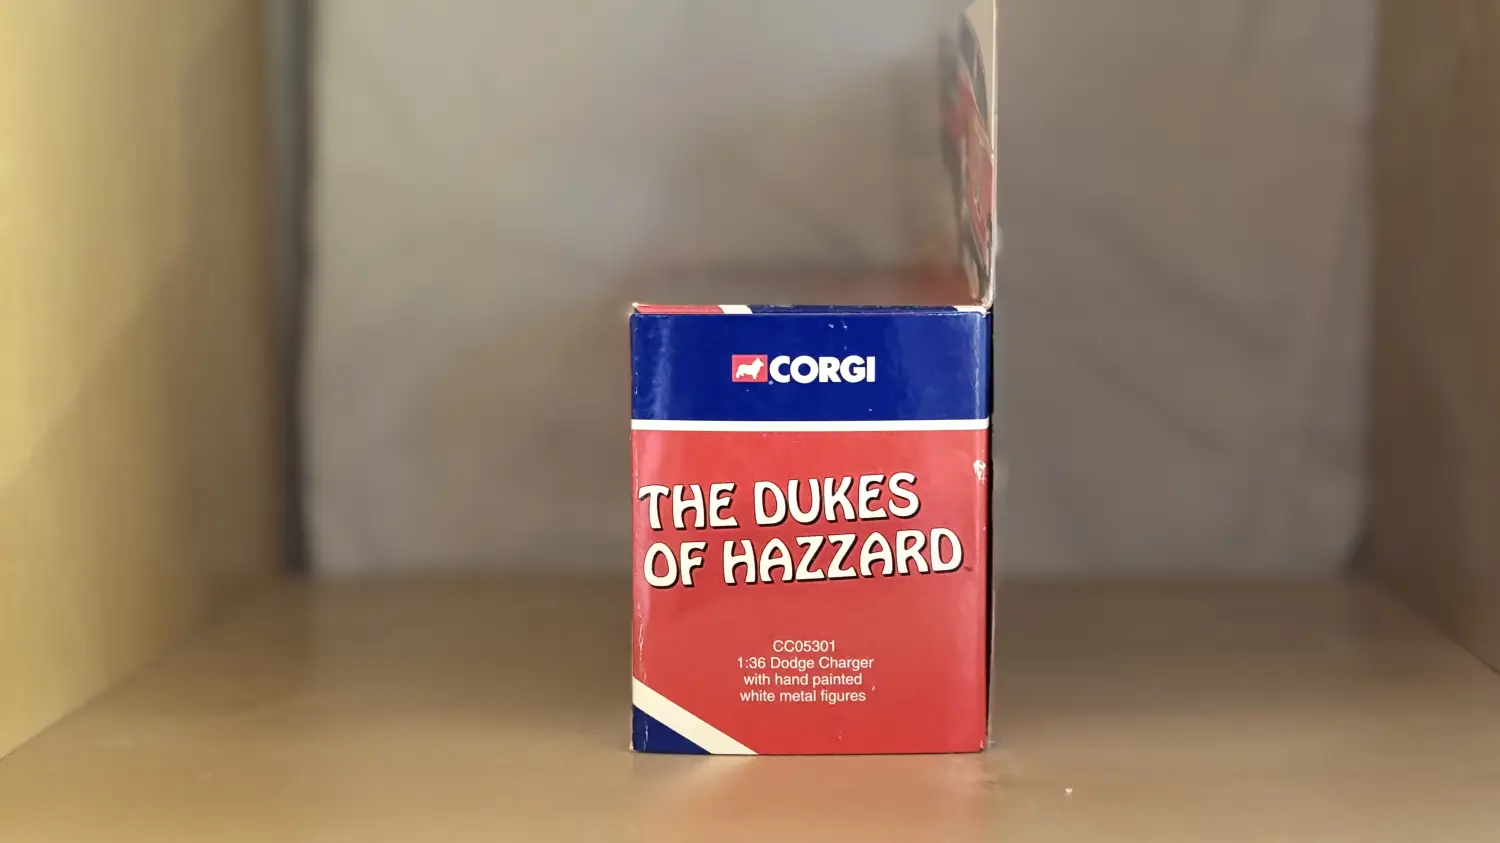 CORGI
THE DUKES
OF HAZZARD
CC05301
1:36 Dodge Charger
with hand painted
white metal figures